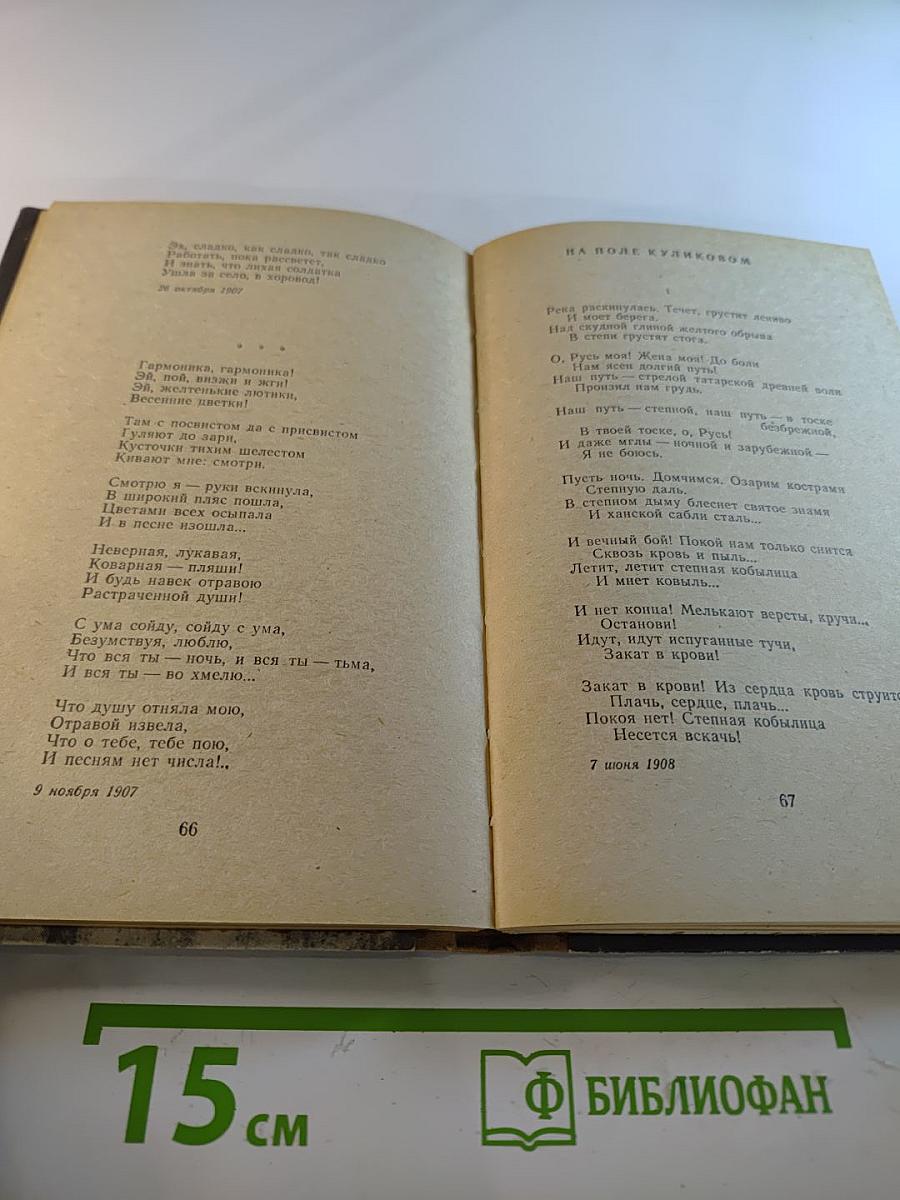 Эх, сладко, как сладко, так сладко
Работать, пока рассветет,
И знать, что лихая солдатка
Ушла за село, в хоровод!
26 октября 1907
* * *
Гармоника, гармоника!
Эй, пой, визжи и жги!
Эй, желтенькие лютики,
Весенние цветки!
Там с посвистом да с присвистом
Гуляют до зари,
Кусточки тихим шелестом
Кивают мне: смотри.
Смотрю я — руки вскинула,
В широкий пляс пошла,
Цветами всех осыпала
И в песне изошла...
Неверная, лукавая,
Коварная — пляши!
И будь навек отравою
Растраченной души!
С ума сойду, сойду с ума,
Безумствуя, люблю,
Что вся ты — ночь, и вся ты — тьма,
И вся ты — во хмелю...
Что душу отняла мою,
Отравой извела,
Что о тебе, тебе пою,
И песням нет числа!..
9 ноября 1907
66
НА ПОЛЕ КУЛИКОВОМ
1
Река раскинулась. Течет, грустит лениво
И моет берега.
Над скудной глиной желтого обрыва
В степи грустят стога.
О, Русь моя! Жена моя! До боли
Нам ясен долгий путь!
Наш путь — стрелой татарской древней воли
Пронзил нам грудь.
Наш путь — степной, наш путь — в тоске
безбрежной,
В твоей тоске, о, Русь!
И даже мглы — ночной и зарубежной —
Я не боюсь.
Пусть ночь. Домчимся. Озарим кострами
Степную даль.
В степном дыму блеснет святое знамя
И ханской сабли сталь...
И вечный бой! Покой нам только снится
Сквозь кровь и пыль...
Летит, летит степная кобылица
И мнет ковыль...
И нет конца! Мелькают версты, кручи...
Останови!
Идут, идут испуганные тучи,
Закат в крови!
Закат в крови! Из сердца кровь струитс
Плачь, сердце, плачь...
Покоя нет! Степная кобылица
Несется вскачь!
7 июня 1908
67
15 см
Ф БИБЛИОФАН